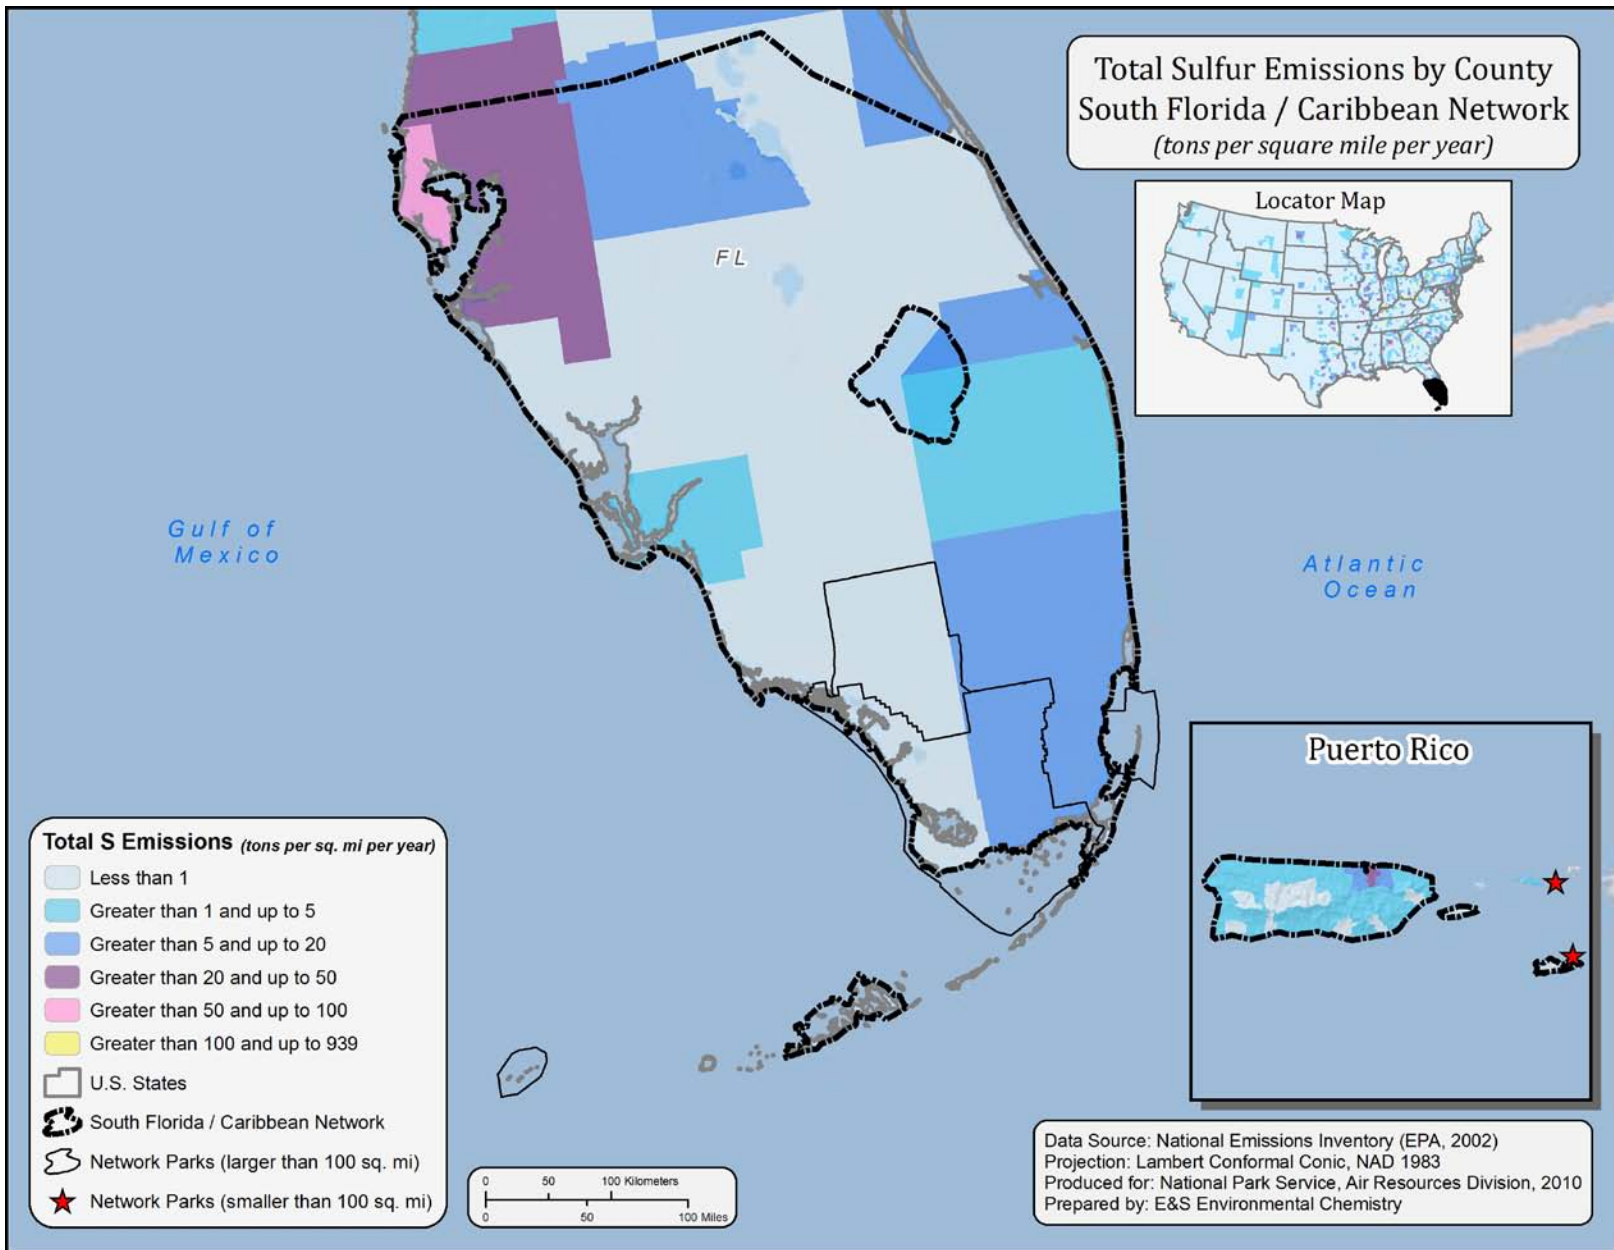 Total Sulfur Emissions by County
South Florida / Caribbean Network
(tons per square mile per year)
Locator Map
FL
Gulf of
Mexico
Atlantic
Ocean
Puerto Rico
Total S Emissions (tons per sq. mi per year)
Less than 1
Greater than 1 and up to 5
Greater than 5 and up to 20
Greater than 20 and up to 50
Greater than 50 and up to 100
Greater than 100 and up to 939
U.S. States
South Florida / Caribbean Network
Network Parks (larger than 100 sq. mi)
Network Parks (smaller than 100 sq. mi)
0 50 100 Kilometers
0 50 100 Miles
Data Source: National Emissions Inventory (EPA, 2002)
Projection: Lambert Conformal Conic, NAD 1983
Produced for: National Park Service, Air Resources Division, 2010
Prepared by: E&S Environmental Chemistry